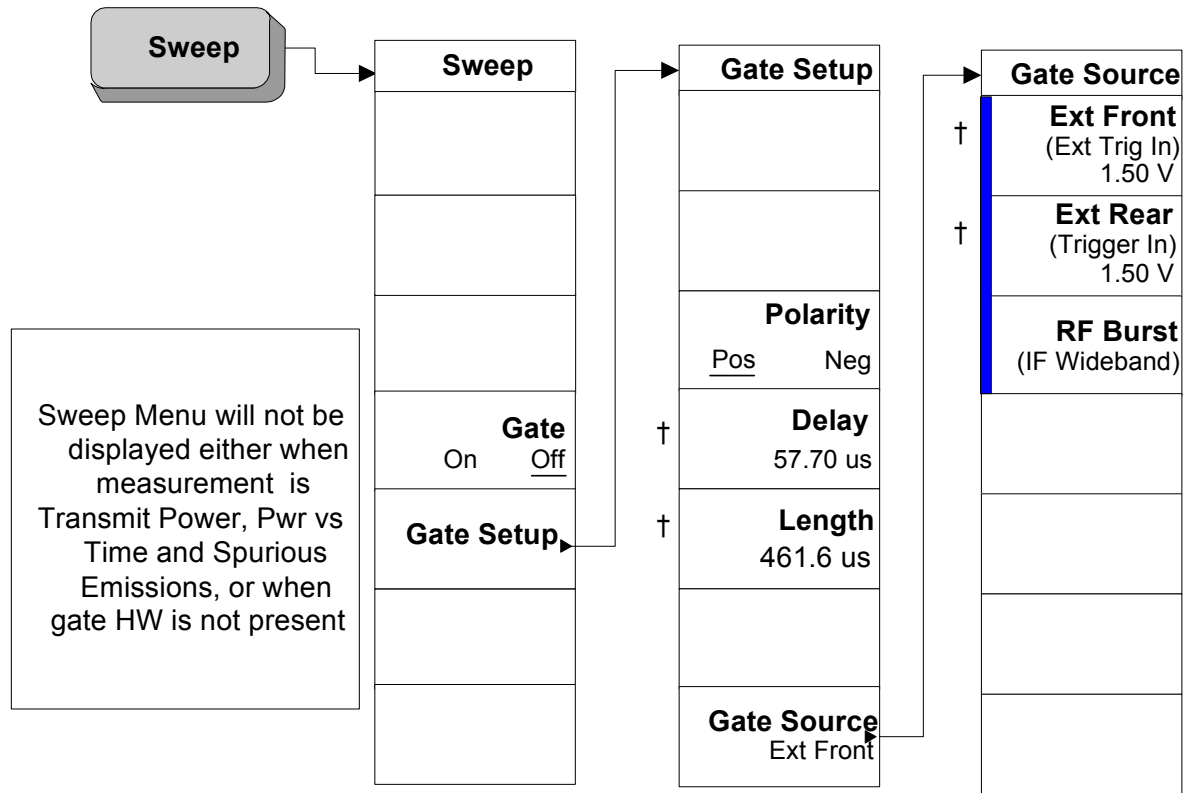 Sweep
Sweep
Gate
On Off
Gate Setup
Sweep Menu will not be
displayed either when
measurement is
Transmit Power, Pwr vs
Time and Spurious
Emissions, or when
gate HW is not present
Gate Setup
Polarity
Pos Neg
† Delay
57.70 us
† Length
461.6 us
Gate Source
Ext Front
Gate Source
† Ext Front
(Ext Trig In)
1.50 V
† Ext Rear
(Trigger In)
1.50 V
RF Burst
(IF Wideband)